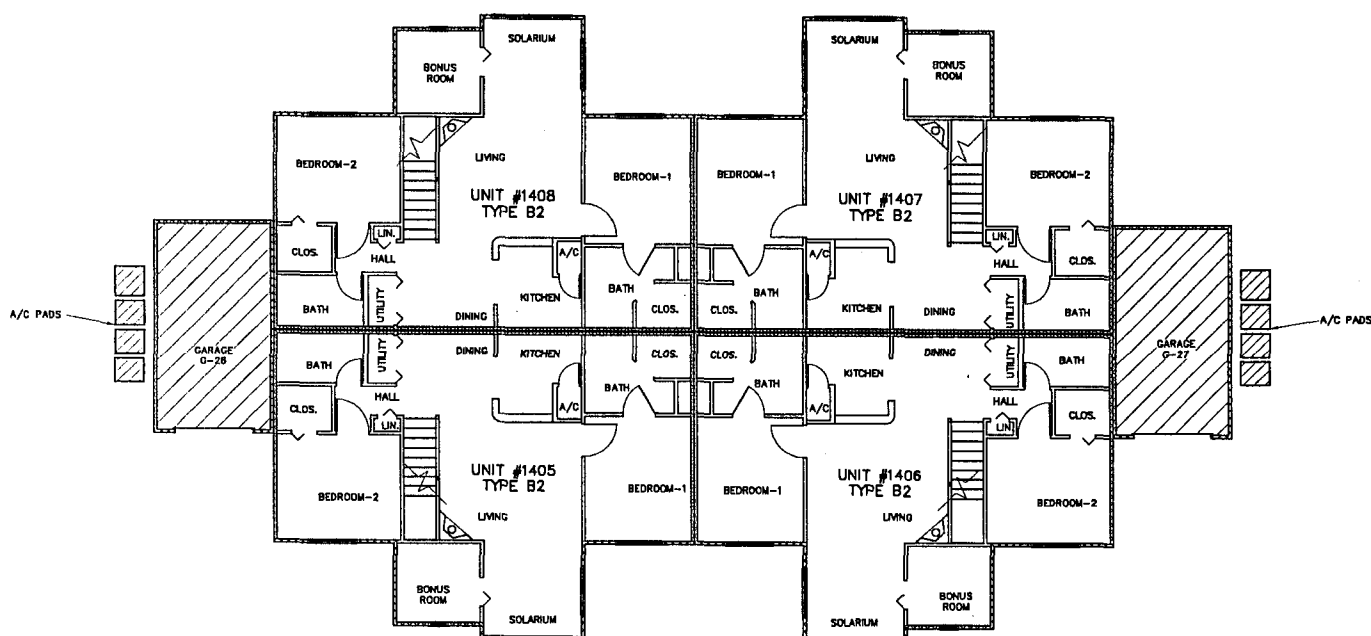 SOLARIUM
SOLARIUM
BONUS
ROOM
BONUS
ROOM
BEDROOM-2
LIVING
BEDROOM-1
BEDROOM-1
LIVING
BEDROOM-2
UNIT #1408
TYPE B2
UNIT #1407
TYPE B2
LIN.
LIN.
CLOS.
HALL
A/C
A/C
HALL
CLOS.
BATH
UTILITY
DINING
KITCHEN
BATH
CLOS.
CLOS.
BATH
KITCHEN
DINING
UTILITY
BATH
A/C PADS
A/C PADS
GARAGE
G-28
GARAGE
G-27
BATH
UTILITY
DINING
KITCHEN
BATH
CLOS.
CLOS.
BATH
KITCHEN
DINING
UTILITY
BATH
CLOS.
HALL
LIN.
A/C
A/C
HALL
LIN.
CLOS.
UNIT #1405
TYPE B2
UNIT #1406
TYPE B2
BEDROOM-2
LIVING
BEDROOM-1
BEDROOM-1
LIVING
BEDROOM-2
BONUS
ROOM
BONUS
ROOM
SOLARIUM
SOLARIUM